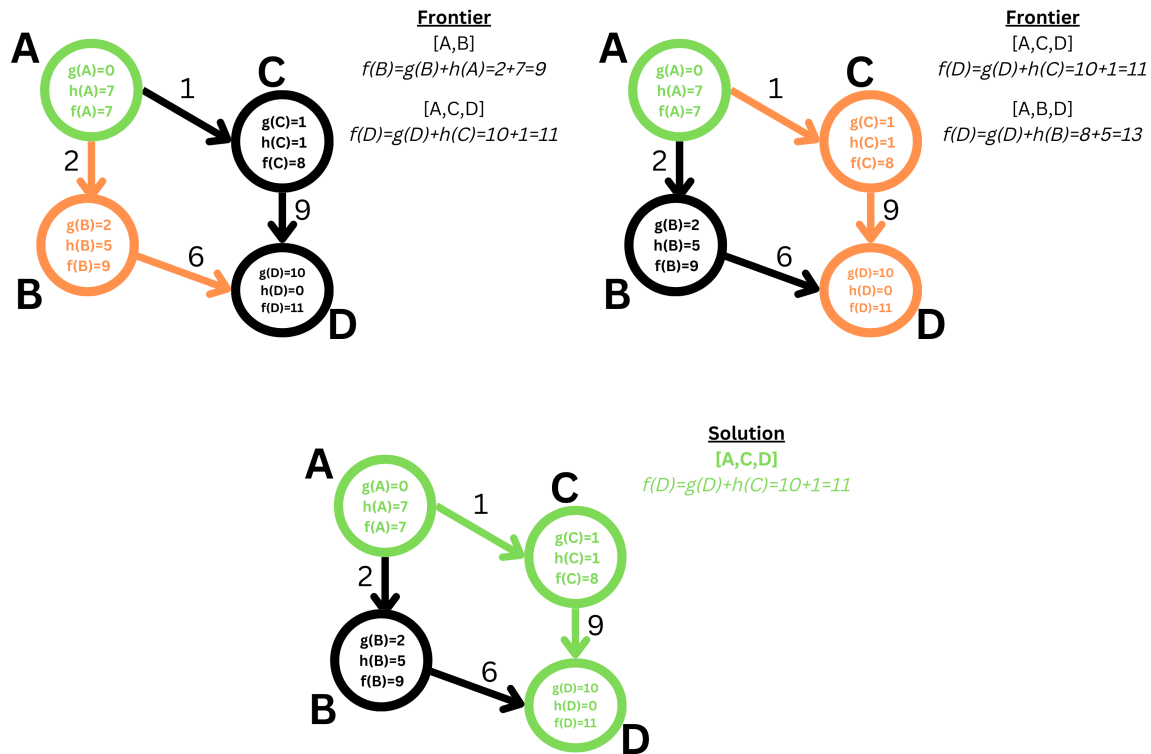 Frontier
[A,B]
f(B)=g(B)+h(A)=2+7=9
[A,C,D]
f(D)=g(D)+h(C)=10+1=11
A
g(A)=0
h(A)=7
f(A)=7
1
C
g(C)=1
h(C)=1
f(C)=8
2
9
g(B)=2
h(B)=5
f(B)=9
B
6
g(D)=10
h(D)=0
f(D)=11
D
Frontier
[A,C,D]
f(D)=g(D)+h(C)=10+1=11
[A,B,D]
f(D)=g(D)+h(B)=8+5=13
A
g(A)=0
h(A)=7
f(A)=7
1
C
g(C)=1
h(C)=1
f(C)=8
2
9
g(B)=2
h(B)=5
f(B)=9
B
6
g(D)=10
h(D)=0
f(D)=11
D
Solution
[A,C,D]
f(D)=g(D)+h(C)=10+1=11
A
g(A)=0
h(A)=7
f(A)=7
1
C
g(C)=1
h(C)=1
f(C)=8
2
9
g(B)=2
h(B)=5
f(B)=9
B
6
g(D)=10
h(D)=0
f(D)=11
D